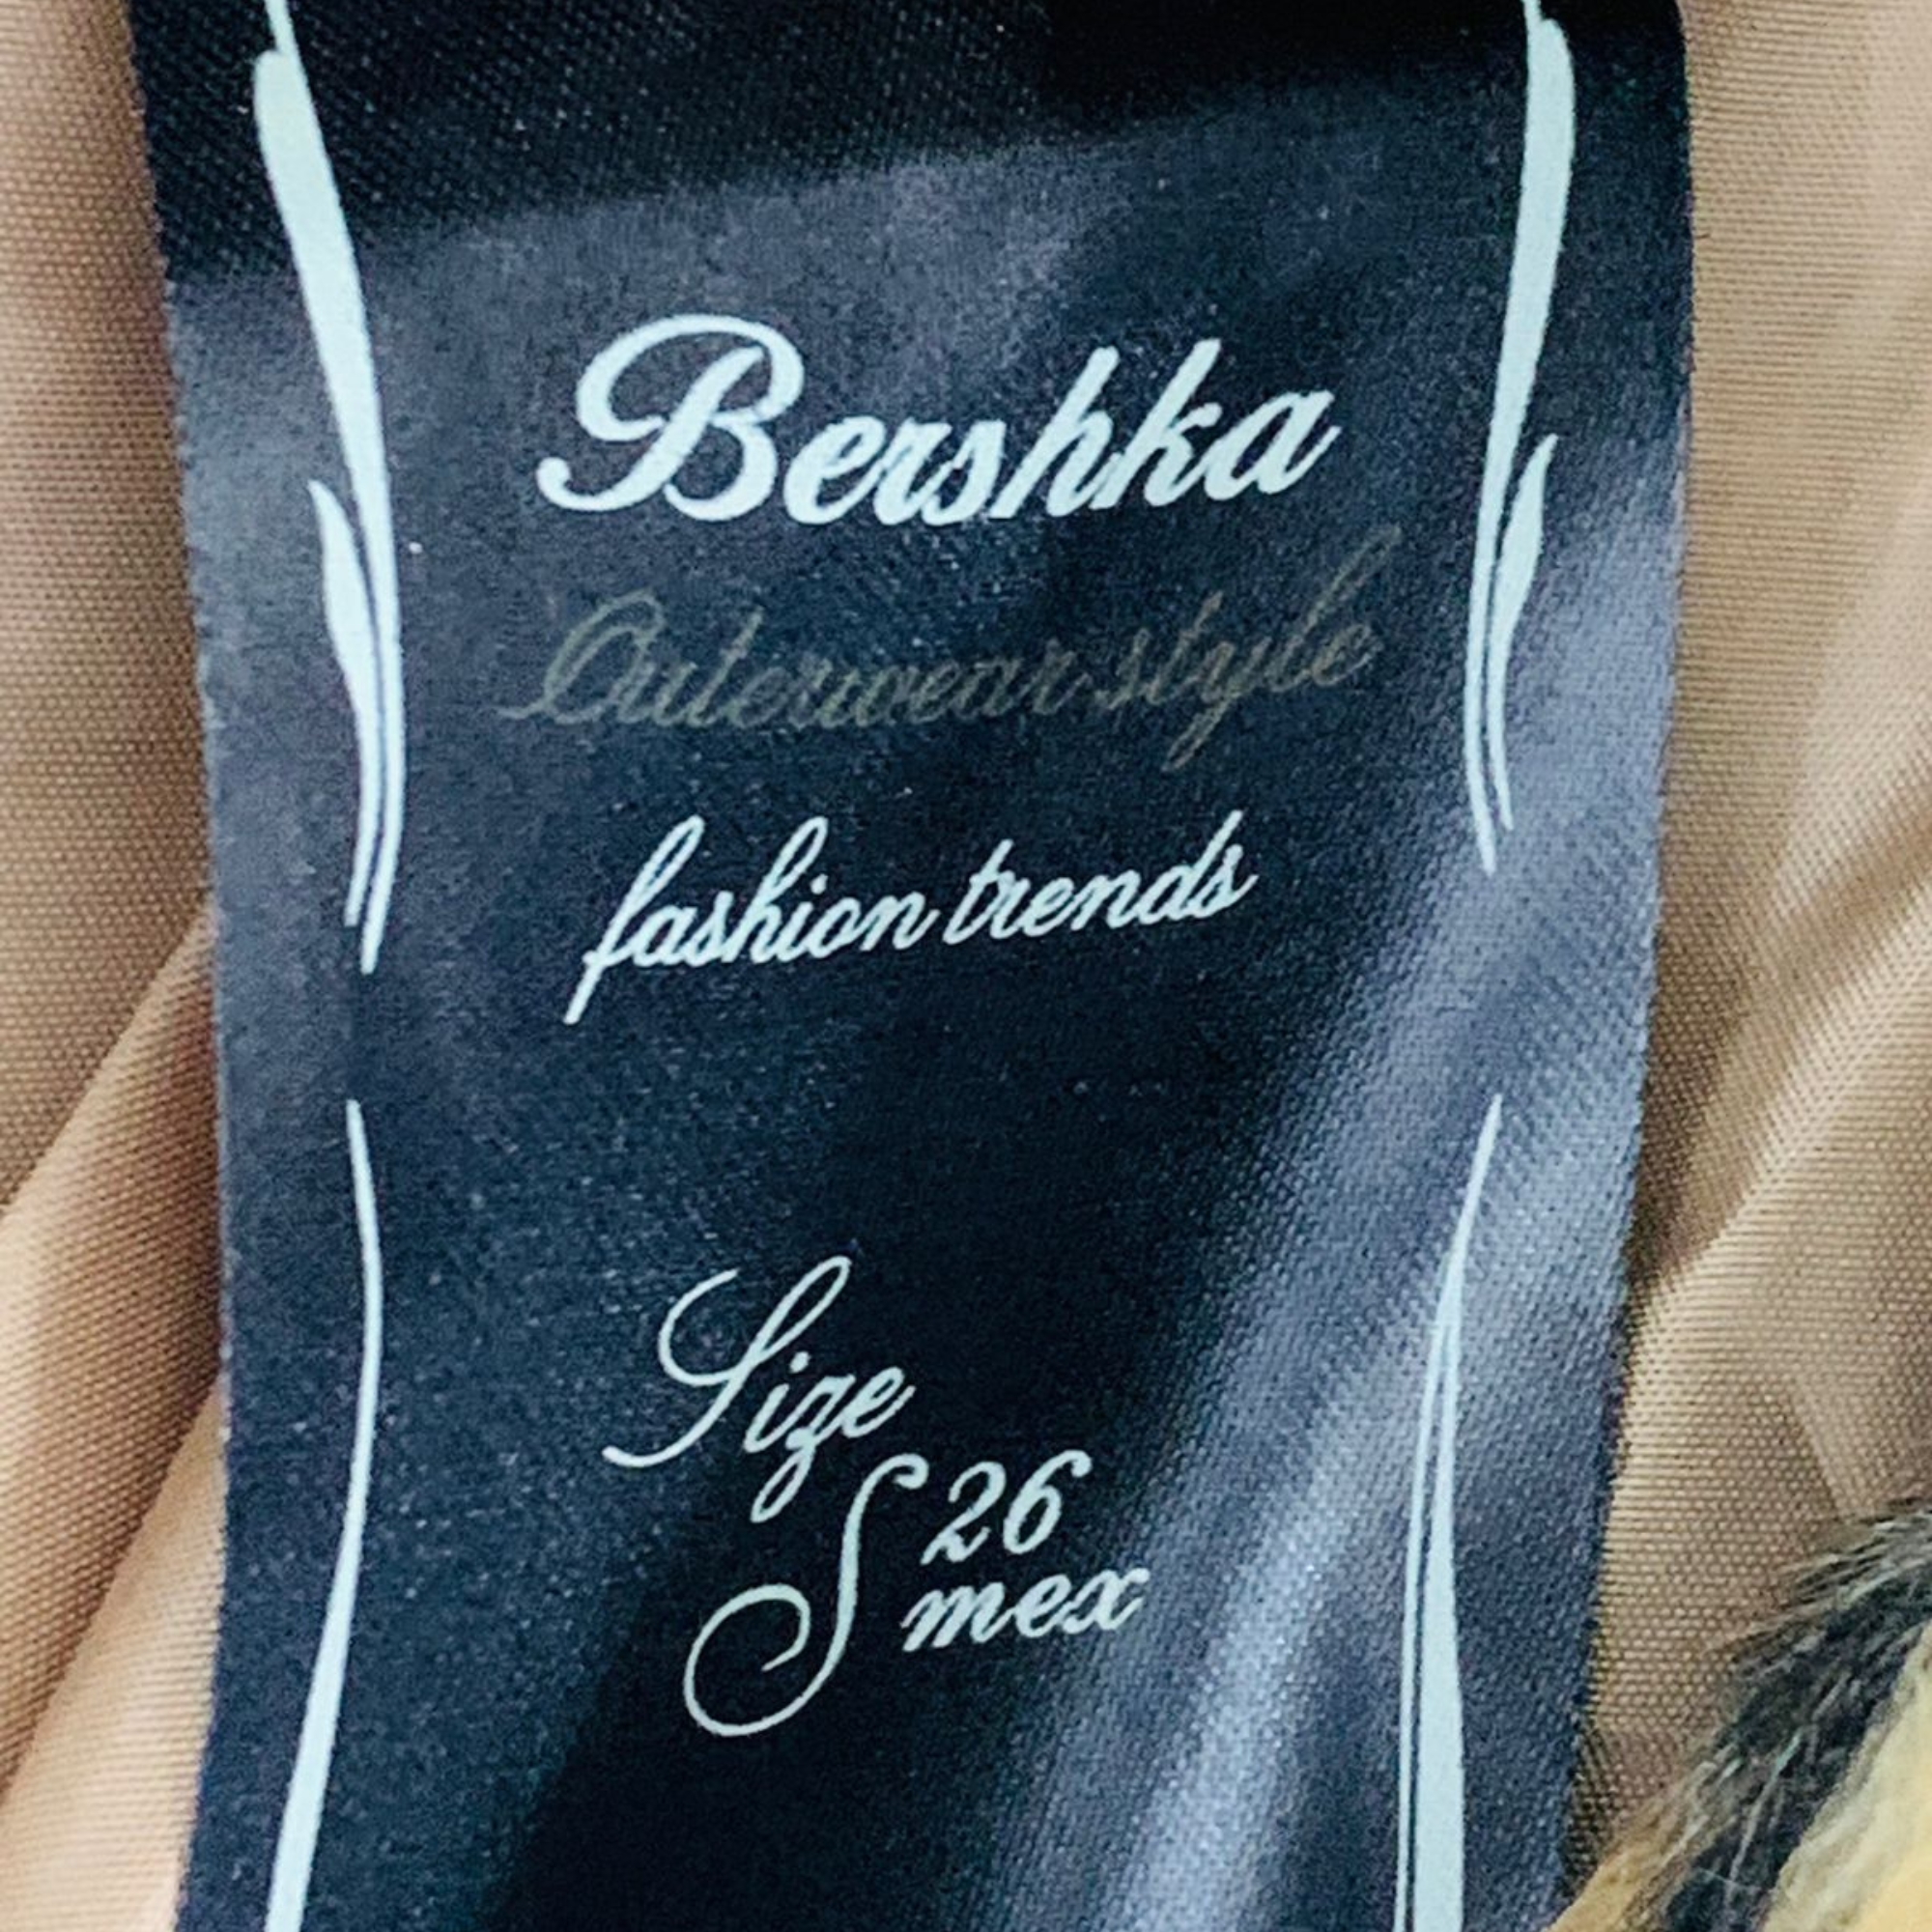 Bershka
Outerwear style
fashion trends
Size
S 26
mex